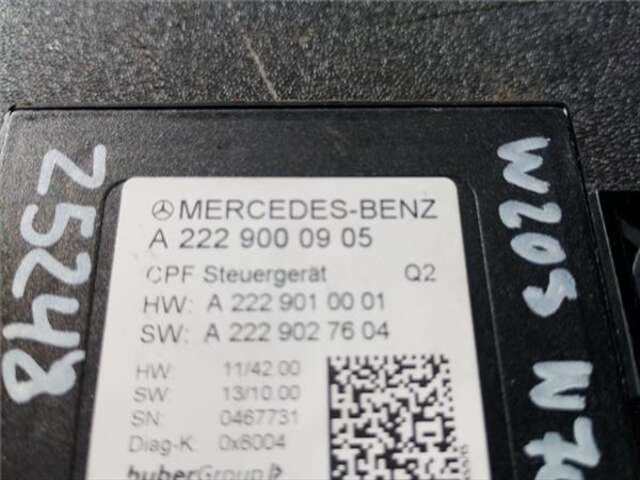 25248
MERCEDES-BENZ
A 222 900 09 05
CPF Steuergerät Q2
HW: A 222 901 00 01
SW: A 222 902 76 04
HW: 11/42.00
SW: 13/10.00
SN: 0467731
Diag-K: 0x6004
huberGroup
W205